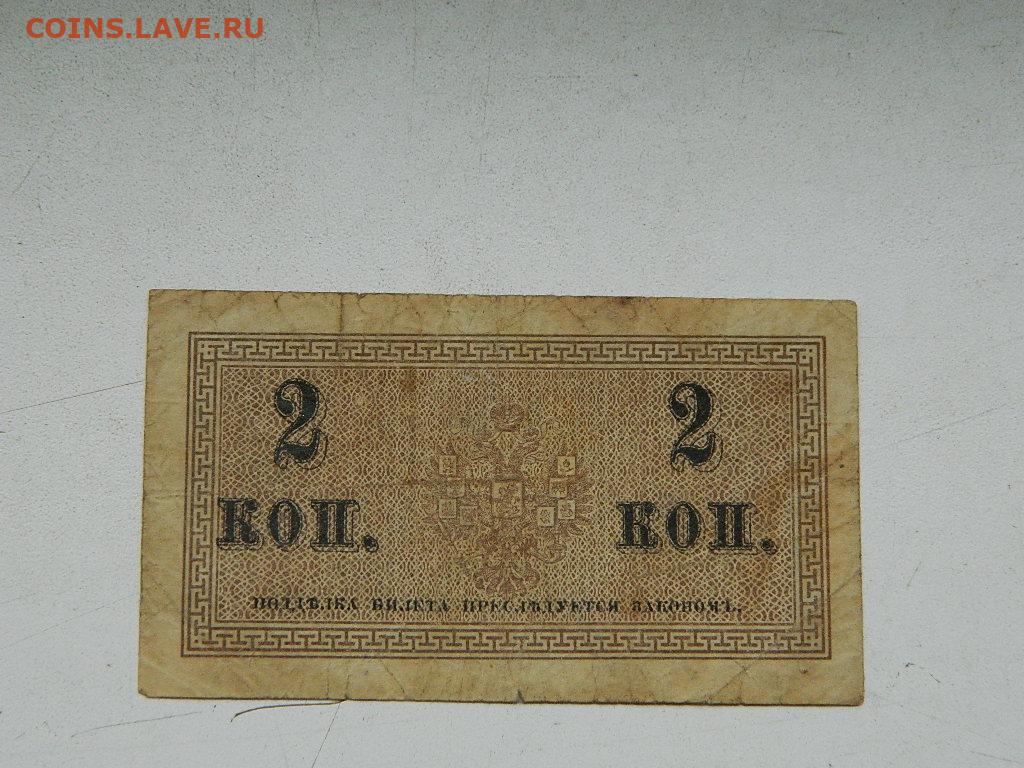 COINS.LAVE.RU
2 2
КОП. КОП.
ПОДДѢЛКА БИЛЕТА ПРЕСЛѢДУЕТСЯ ЗАКОНОМЪ.